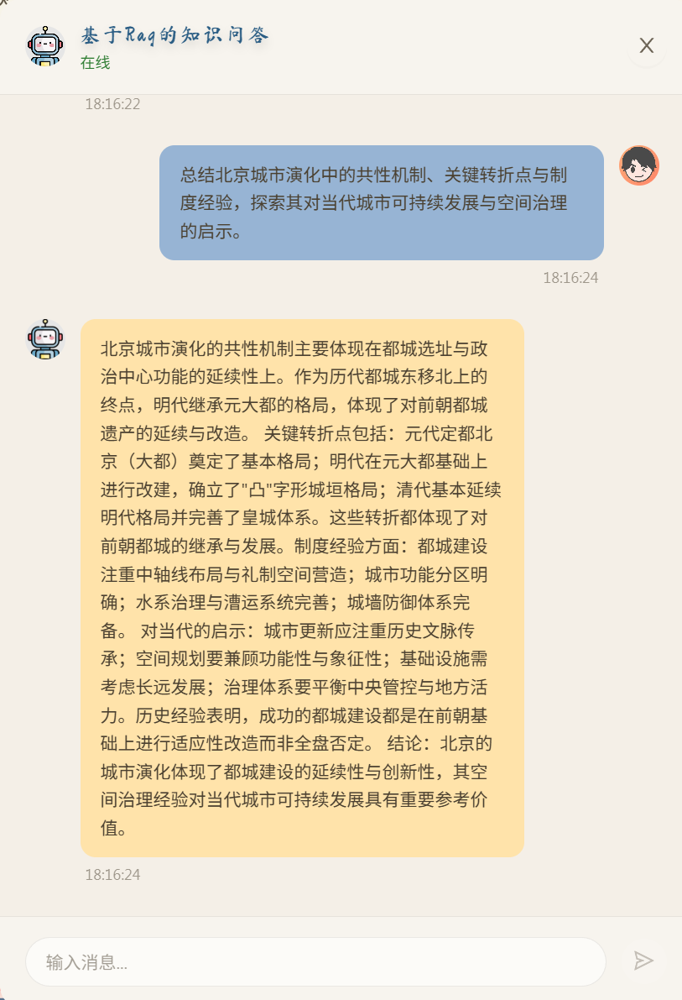 基于Raq的知识问答
在线
X
18:16:22
总结北京城市演化中的共性机制、关键转折点与制
度经验，探索其对当代城市可持续发展与空间治理
的启示。
18:16:24
北京城市演化的共性机制主要体现在都城选址与政
治中心功能的延续性上。作为历代都城东移北上的
终点，明代继承元大都的格局，体现了对前朝都城
遗产的延续与改造。 关键转折点包括：元代定都北
京（大都）奠定了基本格局；明代在元大都基础上
进行改建，确立了"凸"字形城垣格局；清代基本延续
明代格局并完善了皇城体系。这些转折都体现了对
前朝都城的继承与发展。制度经验方面：都城建设
注重中轴线布局与礼制空间营造；城市功能分区明
确；水系治理与漕运系统完善；城墙防御体系完
备。 对当代的启示：城市更新应注重历史文脉传
承；空间规划要兼顾功能性与象征性；基础设施需
考虑长远发展；治理体系要平衡中央管控与地方活
力。历史经验表明，成功的都城建设都是在前朝基
础上进行适应性改造而非全盘否定。 结论：北京的
城市演化体现了都城建设的延续性与创新性，其空
间治理经验对当代城市可持续发展具有重要参考价
值。
18:16:24
输入消息...